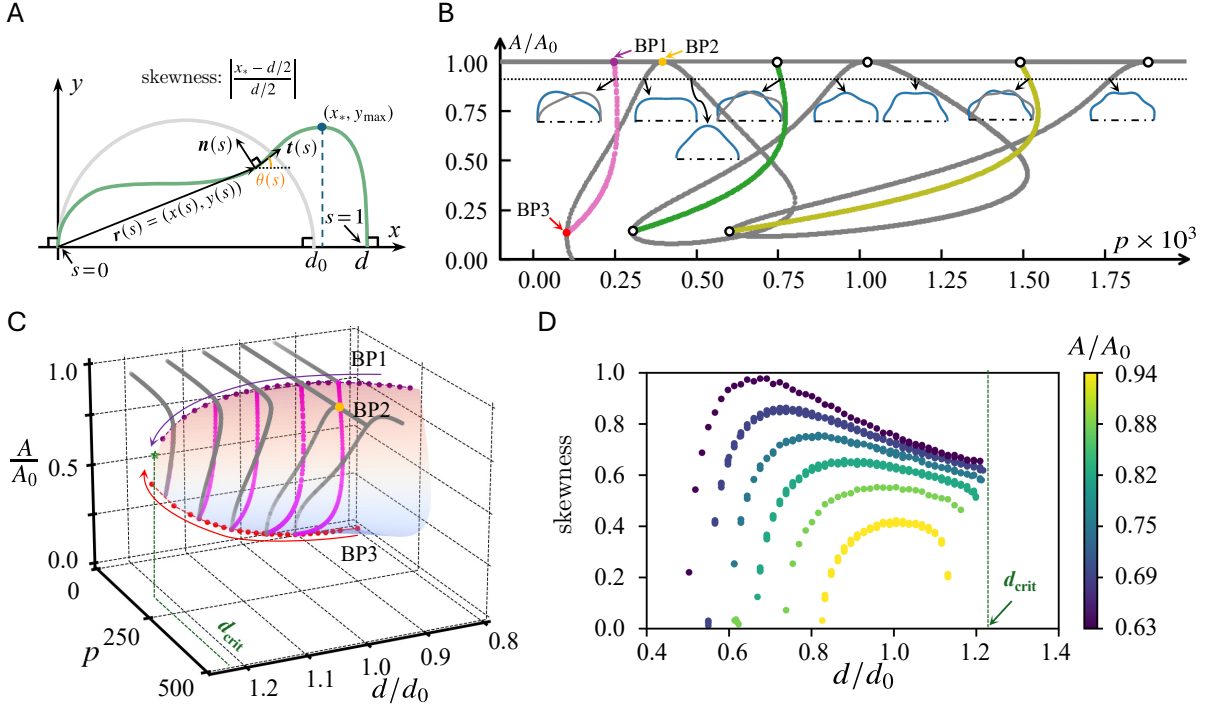 A
skewness: |x* − d/2 / d/2|
y
(x*, ymax)
n(s)
t(s)
θ(s)
r(s) = (x(s), y(s))
s=1
x
s=0
d0
d
B
A/A0
BP1
BP2
1.00
0.75
0.50
BP3
0.25
p × 10³
0.00
0.00 0.25 0.50 0.75 1.00 1.25 1.50 1.75
C
1.0
BP1
BP2
A/A0
0.5
BP3
0.0
0
dcrit
p
250
500
1.2
1.1
1.0
0.9
0.8
d/d0
D
A/A0
1.0
0.8
0.6
0.4
0.2
0.0
skewness
dcrit
0.4 0.6 0.8 1.0 1.2 1.4
d/d0
0.94
0.88
0.82
0.75
0.69
0.63